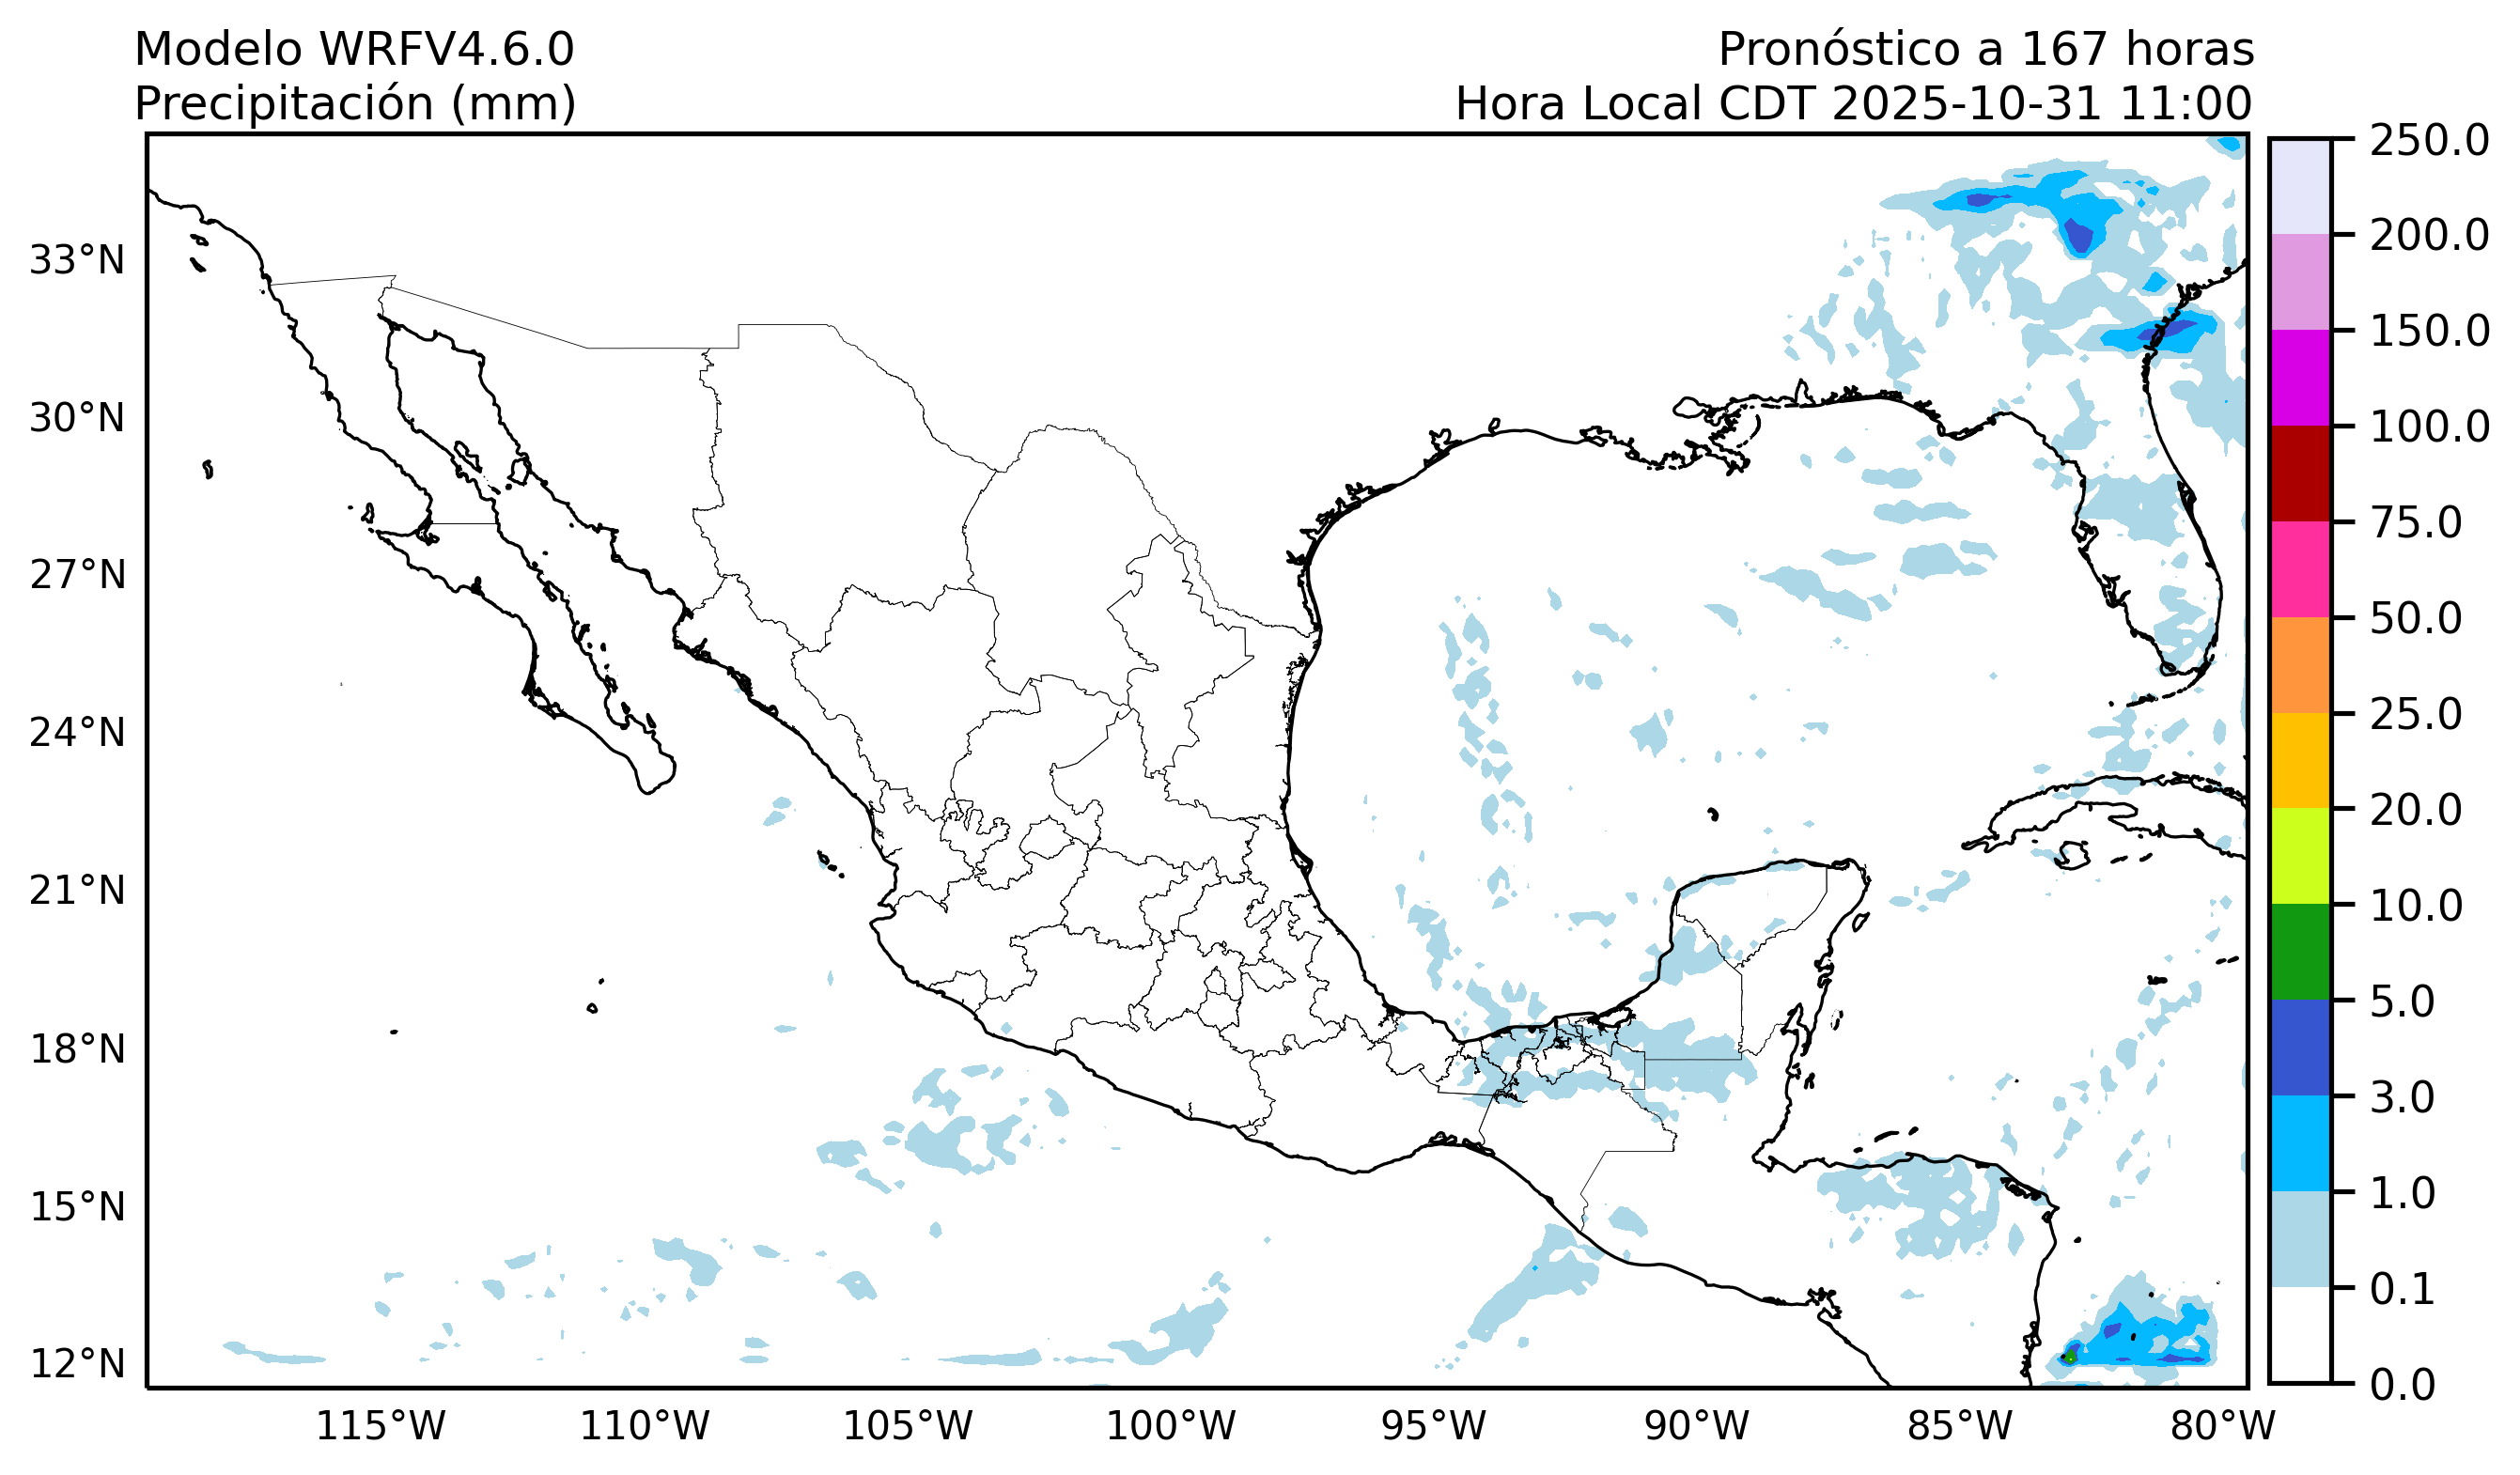 Modelo WRFV4.6.0
Precipitación (mm)
Pronóstico a 167 horas
Hora Local CDT 2025-10-31 11:00
33°N
30°N
27°N
24°N
21°N
18°N
15°N
12°N
115°W
110°W
105°W
100°W
95°W
90°W
85°W
80°W
250.0
200.0
150.0
100.0
75.0
50.0
25.0
20.0
10.0
5.0
3.0
1.0
0.1
0.0